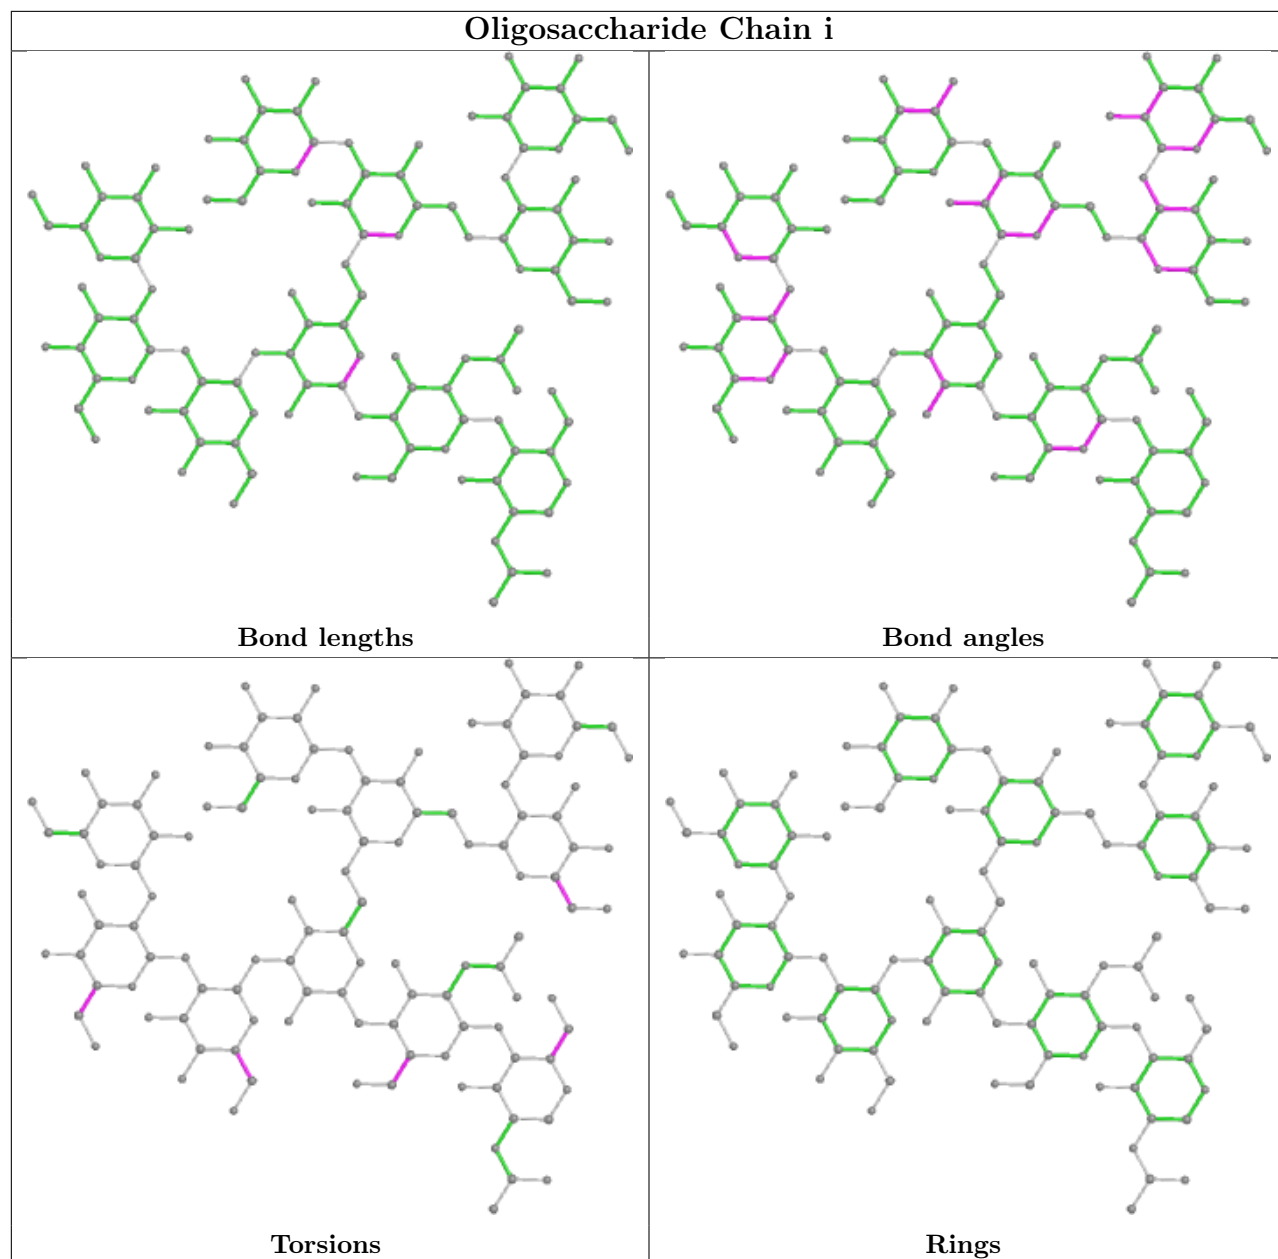 Oligosaccharide Chain i
Bond lengths
Bond angles
Torsions
Rings